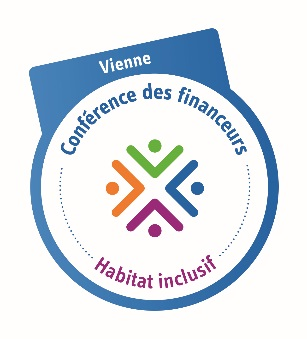 Vienne
Conférence des financeurs
Habitat inclusif